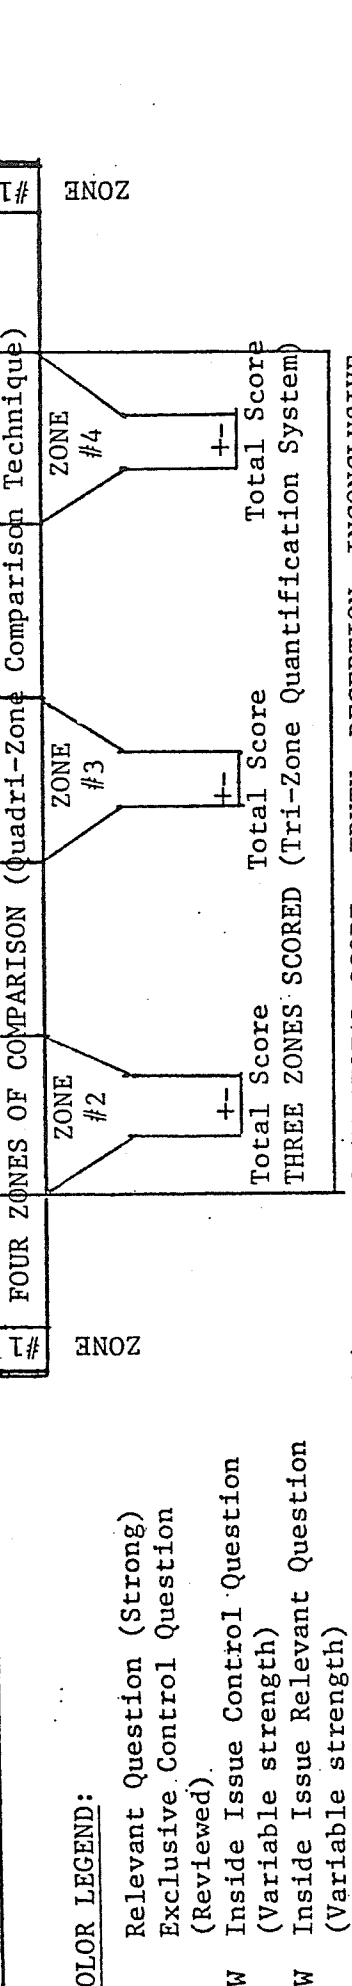 FOUR ZONES OF COMPARISON (Quadri-Zone Comparison Technique)
#1
ZONE
ZONE
#2
+-
Total Score
ZONE
#3
+-
Total Score
ZONE
#4
+-
Total Score
#1
ZONE
THREE ZONES SCORED (Tri-Zone Quantification System)
OLOR LEGEND:
Relevant Question (Strong)
Exclusive Control Question
(Reviewed)
W Inside Issue Control Question
(Variable strength)
W Inside Issue Relevant Question
(Variable strength)